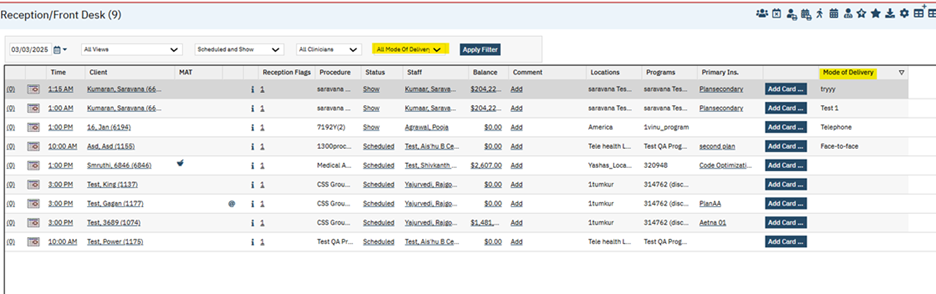 Reception/Front Desk (9)
03/03/2025 All Views Scheduled and Show All Clinicians All Mode Of Delivery Apply Filter
Time Client MAT Reception Flags Procedure Status Staff Balance Comment Locations Programs Primary Ins. Mode of Delivery
(0) 1:15 AM Kumaran, Saravana (66... i 1 saravana ... Show Kumaar, Sarava... $204,22... Add saravana Tes... saravana Tes... Plansecondary Add Card ... tryyy
(0) 1:00 AM Kumaran, Saravana (66... i 1 saravana ... Show Kumaar, Sarava... $204,22... Add saravana Tes... saravana Tes... Plansecondary Add Card ... Test 1
(0) 1:00 PM 16, Jan (6194) i 1 7192Y(2) Show Agrawal, Pooja $0.00 Add America 1vinu_program Add Card ... Telephone
(0) 10:00 AM Asd, Asd (1155) i 1 1300proc... Scheduled Test, Ais'hu B Ce... $0.00 Add Tele health L... Test QA Prog... second plan Add Card ... Face-to-face
(0) 1:00 PM Smruthi, 6846 (6846) i 1 Medical A... Scheduled Test, Shivkanth ... $2,607.00 Add Yashas_Loca... 320948 Code Optimizati... Add Card ...
(0) 3:00 PM Test, King (1137) i 1 CSS Grou... Scheduled Yajurvedi, Raigo... $0.00 Add 1tumkur 314762 (disc... Add Card ...
(0) 3:00 PM Test, Gagan (1177) @ i 1 CSS Grou... Scheduled Yajurvedi, Raigo... $0.00 Add 1tumkur 314762 (disc... PlanAA Add Card ...
(0) 3:00 PM Test, 3689 (1074) i 1 CSS Grou... Scheduled Yajurvedi, Raigo... $1,481,... Add 1tumkur 314762 (disc... Aetna 01 Add Card ...
(0) 10:00 AM Test, Power (1175) i 1 Test QA Pr... Scheduled Test, Ais'hu B Ce... $0.00 Add Tele health L... Test QA Prog... Add Card ...